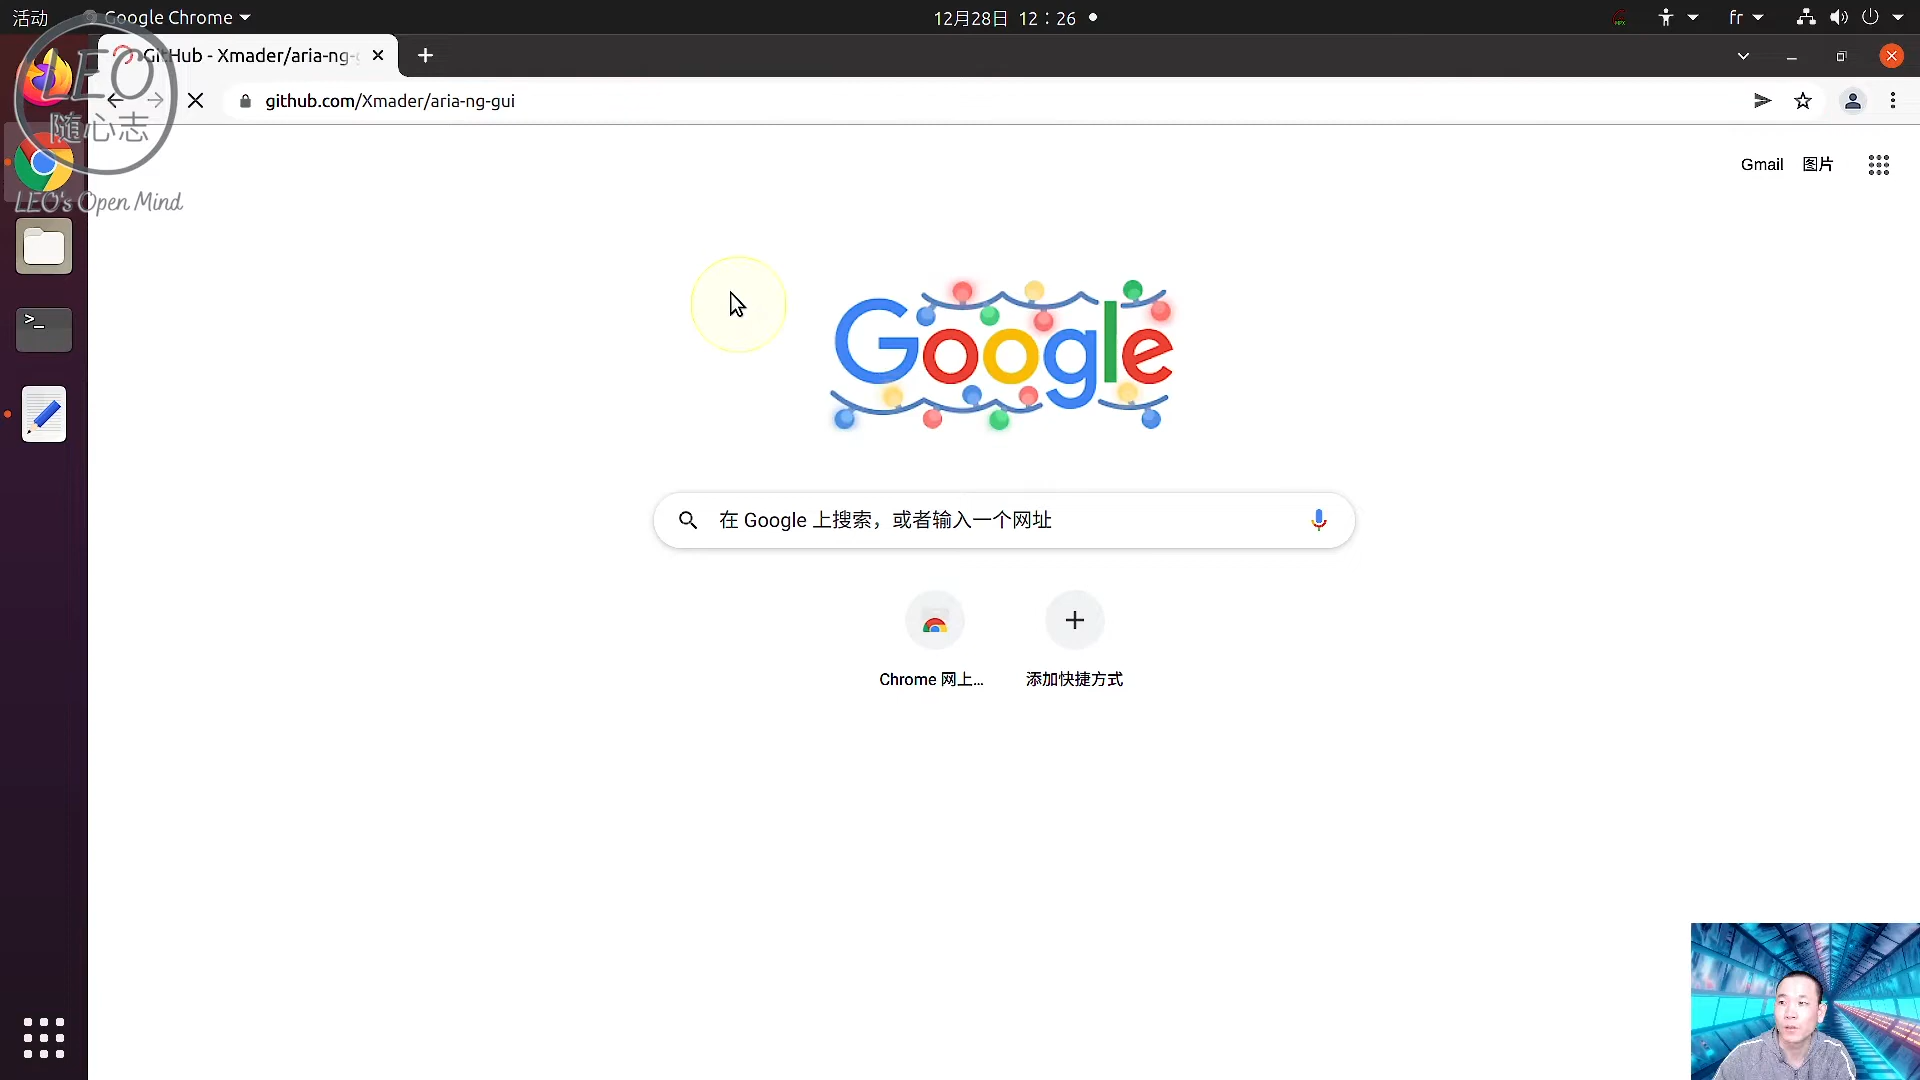 活动
Google Chrome
12月28日 12：26
fr
GitHub - Xmader/aria-ng-
github.com/Xmader/aria-ng-gui
LEO
随心志
LEO's Open Mind
Gmail
图片
Google
在 Google 上搜索，或者输入一个网址
Chrome 网上...
添加快捷方式